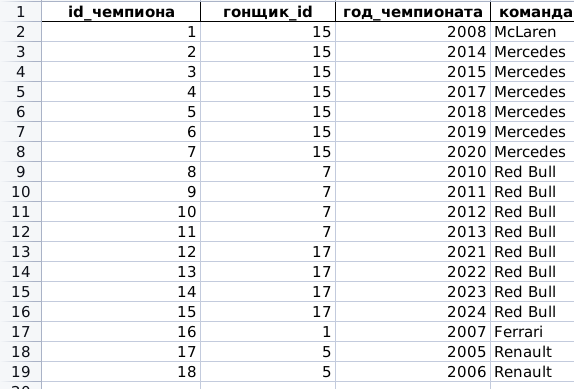 1 id_чемпиона гонщик_id год_чемпионата команда
2 1 15 2008 McLaren
3 2 15 2014 Mercedes
4 3 15 2015 Mercedes
5 4 15 2017 Mercedes
6 5 15 2018 Mercedes
7 6 15 2019 Mercedes
8 7 15 2020 Mercedes
9 8 7 2010 Red Bull
10 9 7 2011 Red Bull
11 10 7 2012 Red Bull
12 11 7 2013 Red Bull
13 12 17 2021 Red Bull
14 13 17 2022 Red Bull
15 14 17 2023 Red Bull
16 15 17 2024 Red Bull
17 16 1 2007 Ferrari
18 17 5 2005 Renault
19 18 5 2006 Renault